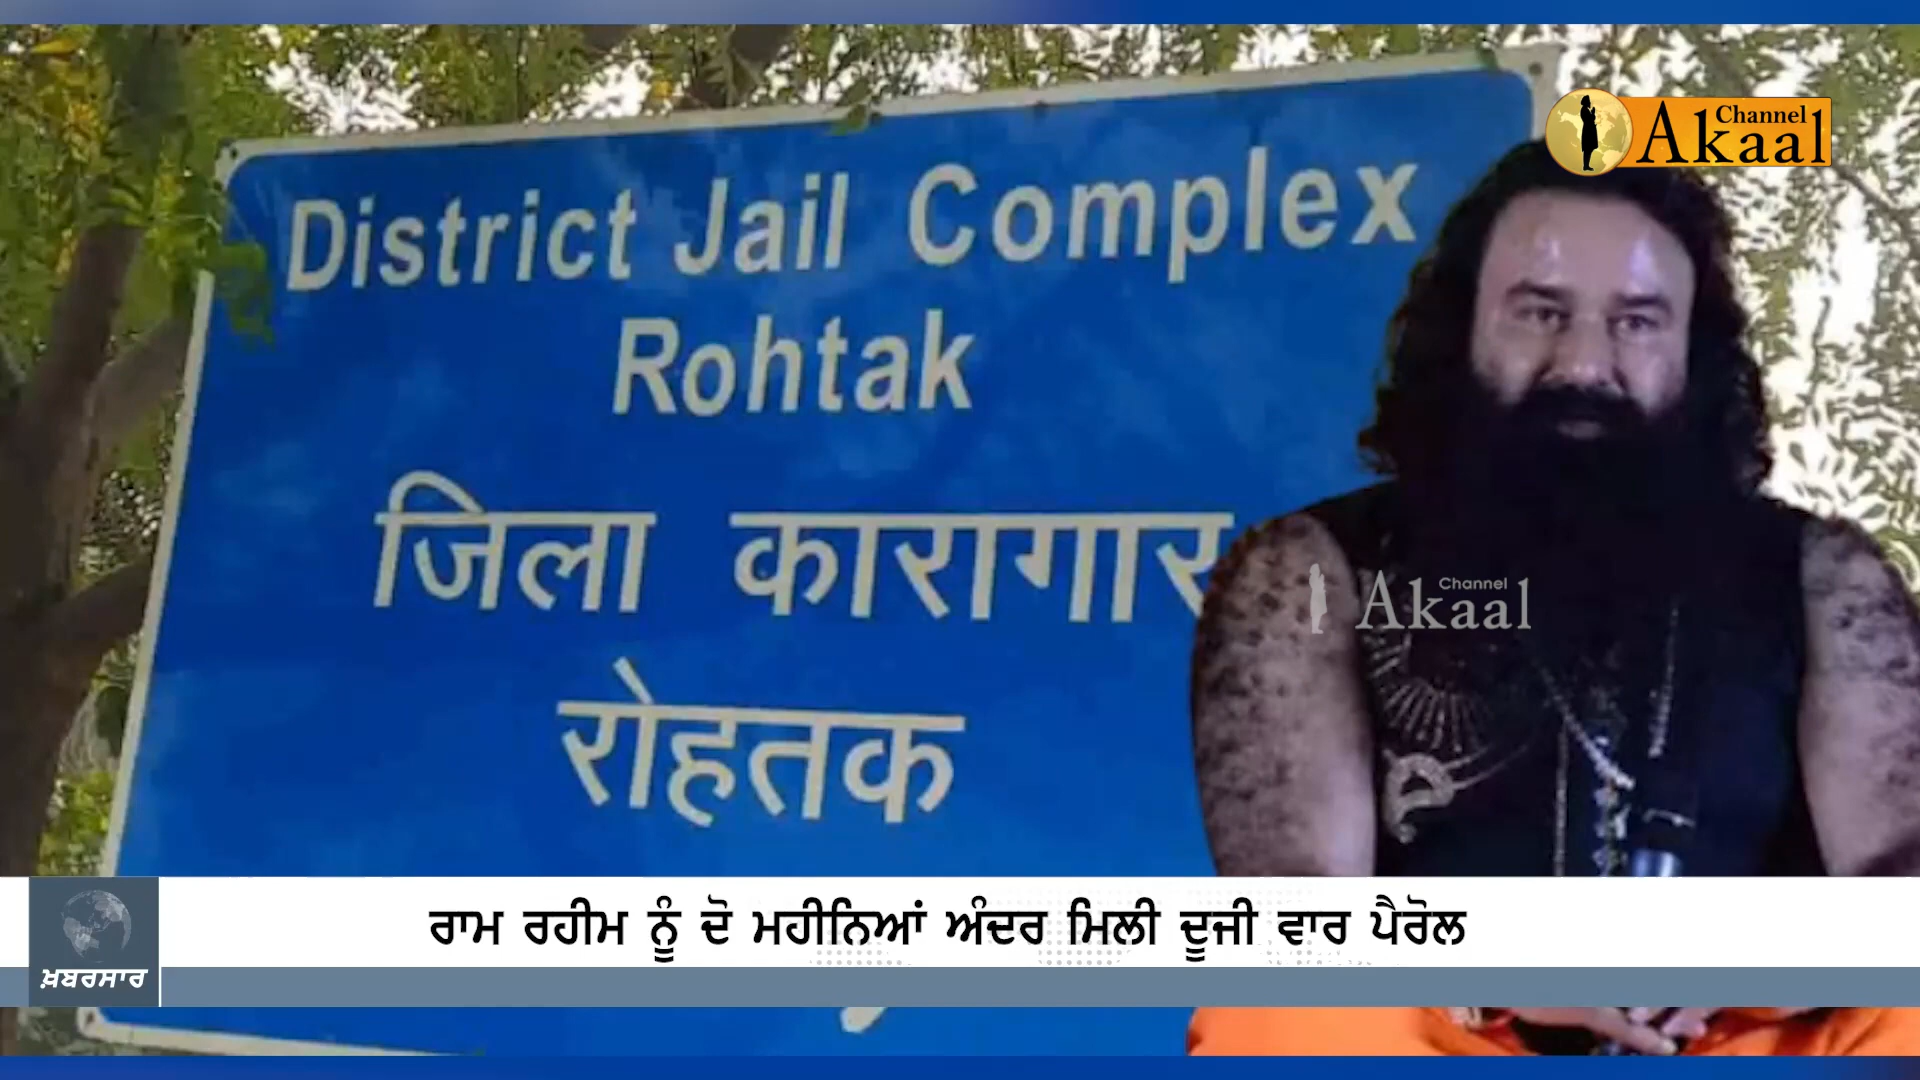 Channel
Akaal
District Jail Complex
Rohtak
जिला कारागार
रोहतक
Channel
Akaal
ਰਾਮ ਰਹੀਮ ਨੂੰ ਦੋ ਮਹੀਨਿਆਂ ਅੰਦਰ ਮਿਲੀ ਦੂਜੀ ਵਾਰ ਪੈਰੋਲ
ਖ਼ਬਰਸਾਰ